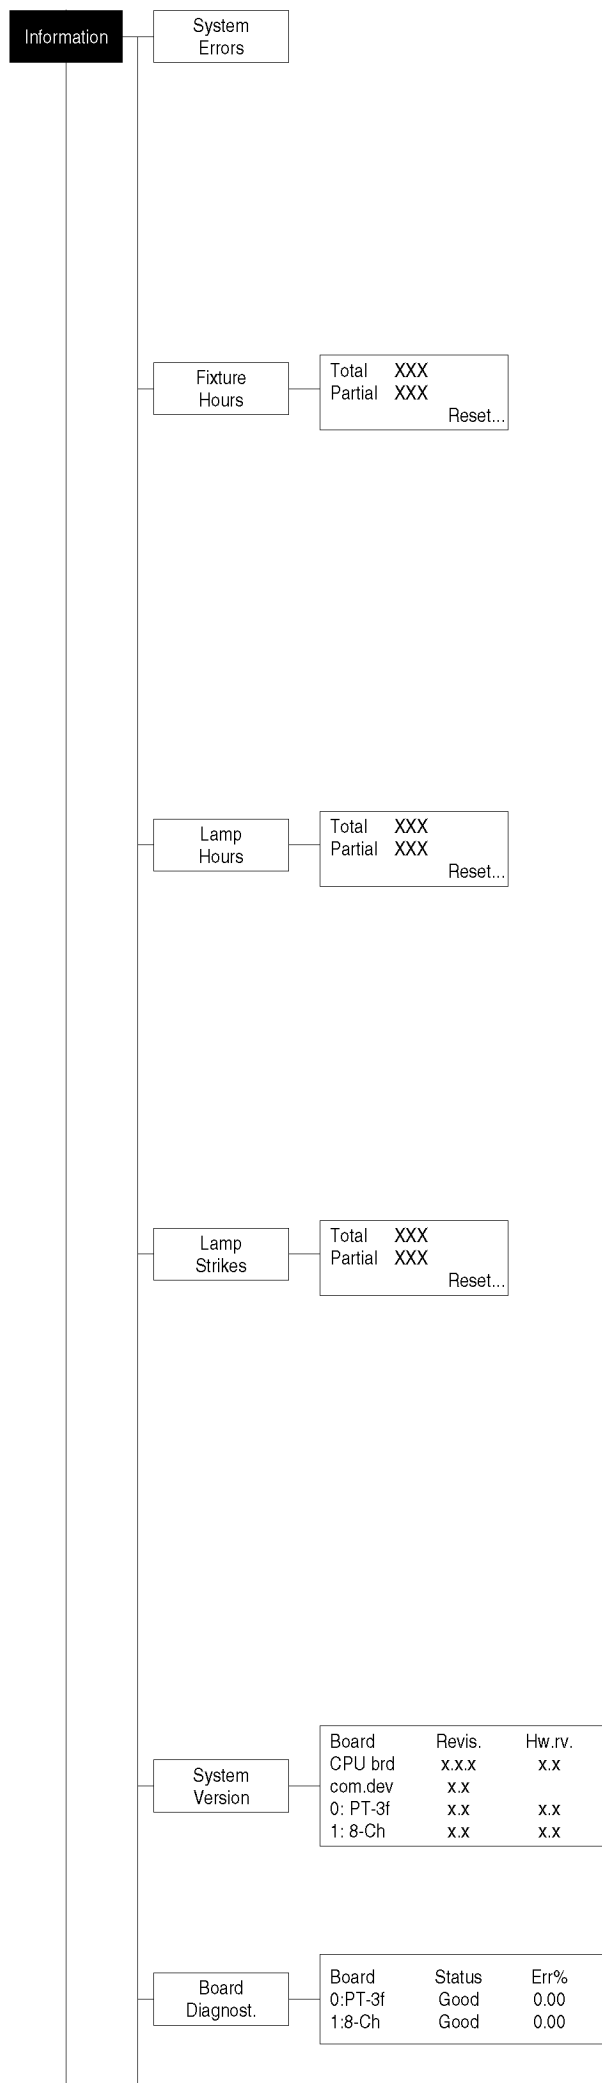 Information
System
Errors
Fixture
Hours
Total XXX
Partial XXX
Reset...
Lamp
Hours
Total XXX
Partial XXX
Reset...
Lamp
Strikes
Total XXX
Partial XXX
Reset...
System
Version
Board Revis. Hw.rv.
CPU brd x.x.x x.x
com.dev x.x
0: PT-3f x.x x.x
1: 8-Ch x.x x.x
Board
Diagnost.
Board Status Err%
0:PT-3f Good 0.00
1:8-Ch Good 0.00